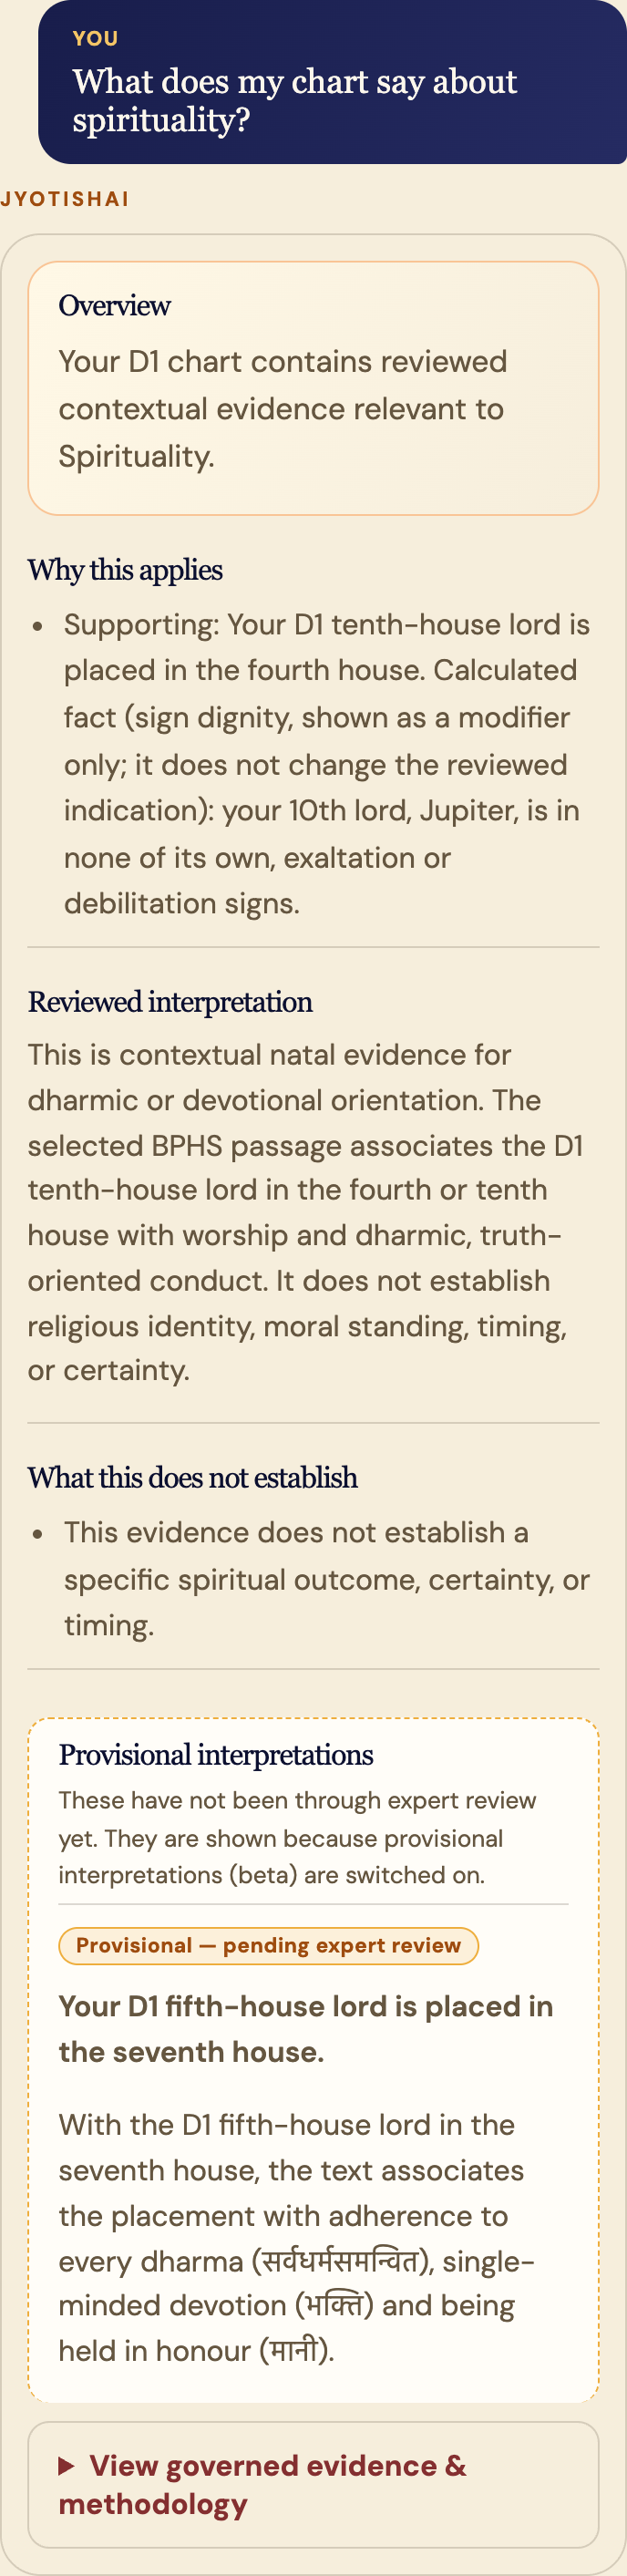 YOU
What does my chart say about
spirituality?
JYOTISHAI
Overview
Your D1 chart contains reviewed
contextual evidence relevant to
Spirituality.
Why this applies
• Supporting: Your D1 tenth-house lord is
placed in the fourth house. Calculated
fact (sign dignity, shown as a modifier
only; it does not change the reviewed
indication): your 10th lord, Jupiter, is in
none of its own, exaltation or
debilitation signs.
Reviewed interpretation
This is contextual natal evidence for
dharmic or devotional orientation. The
selected BPHS passage associates the D1
tenth-house lord in the fourth or tenth
house with worship and dharmic, truth-
oriented conduct. It does not establish
religious identity, moral standing, timing,
or certainty.
What this does not establish
• This evidence does not establish a
specific spiritual outcome, certainty, or
timing.
Provisional interpretations
These have not been through expert review
yet. They are shown because provisional
interpretations (beta) are switched on.
Provisional — pending expert review
Your D1 fifth-house lord is placed in
the seventh house.
With the D1 fifth-house lord in the
seventh house, the text associates
the placement with adherence to
every dharma (सर्वधर्मसमन्वित), single-
minded devotion (भक्ति) and being
held in honour (मानी).
▶ View governed evidence &
methodology